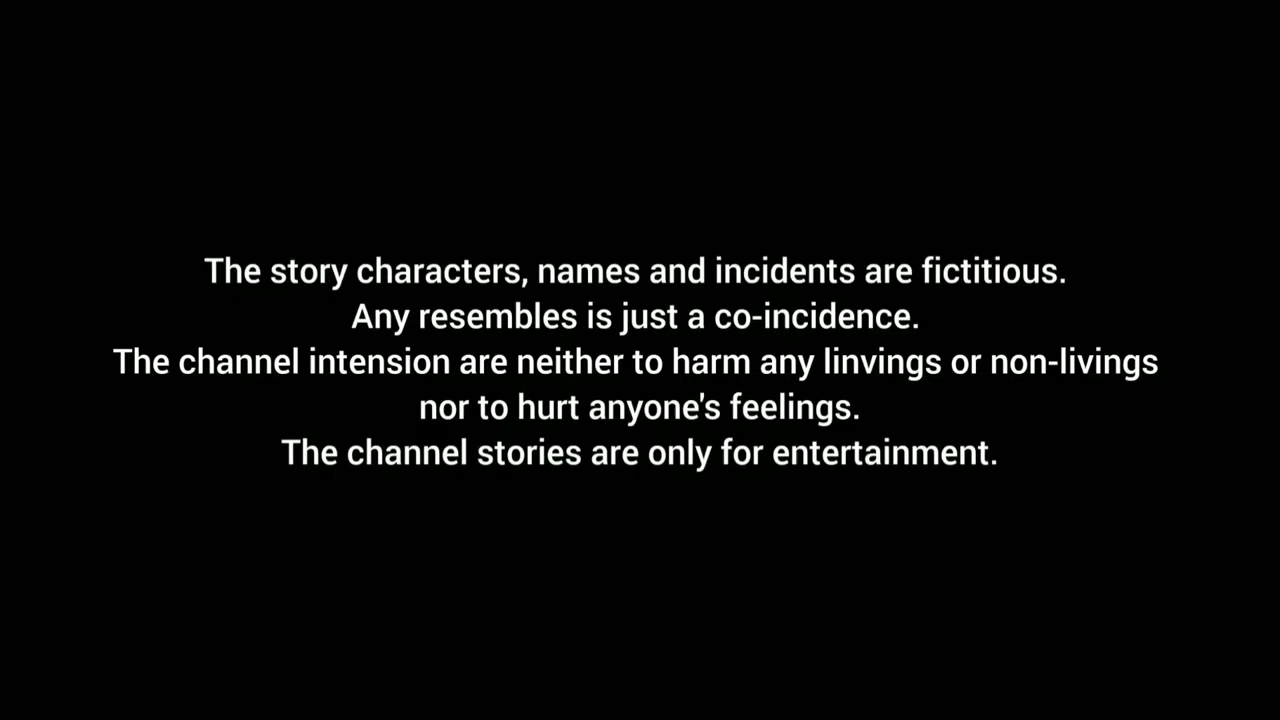 The story characters, names and incidents are fictitious.
Any resembles is just a co-incidence.
The channel intension are neither to harm any linvings or non-livings
nor to hurt anyone's feelings.
The channel stories are only for entertainment.